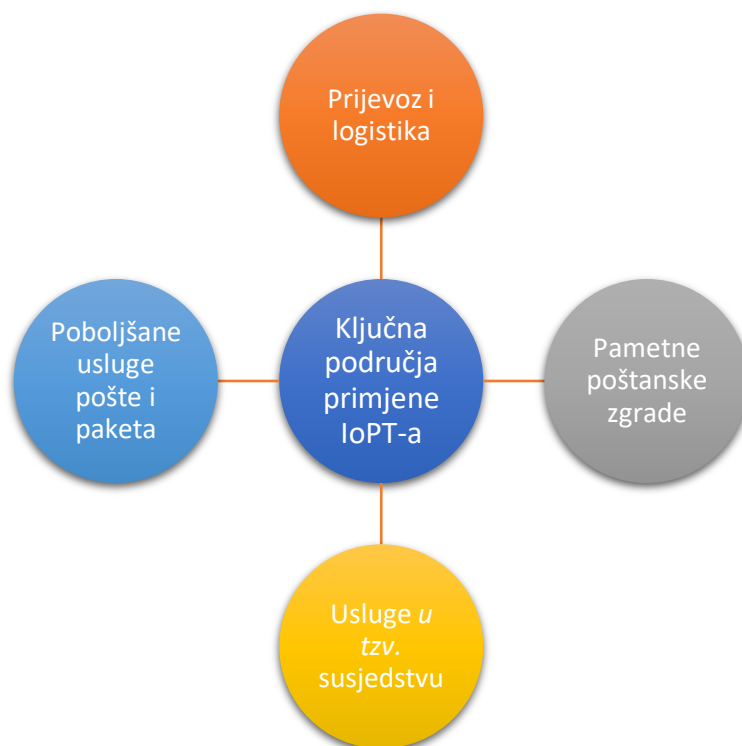 Prijevoz i
logistika
Poboljšane
usluge
pošte i
paketa
Ključna
područja
primjene
IoPT-a
Pametne
poštanske
zgrade
Usluge u
tzv.
susjedstvu